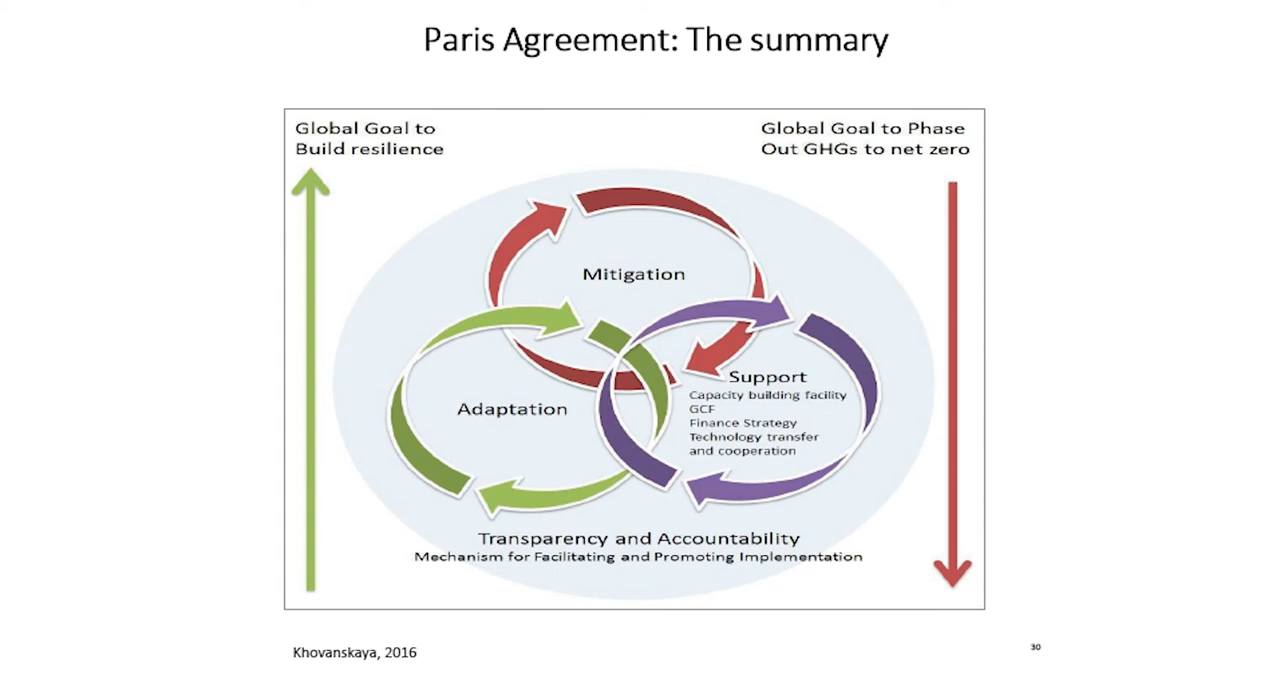 Paris Agreement: The summary
Global Goal to
Build resilience
Global Goal to Phase
Out GHGs to net zero
Mitigation
Adaptation
Support
Capacity building facility
GCF
Finance Strategy
Technology transfer
and cooperation
Transparency and Accountability
Mechanism for Facilitating and Promoting Implementation
Khovanskaya, 2016
30